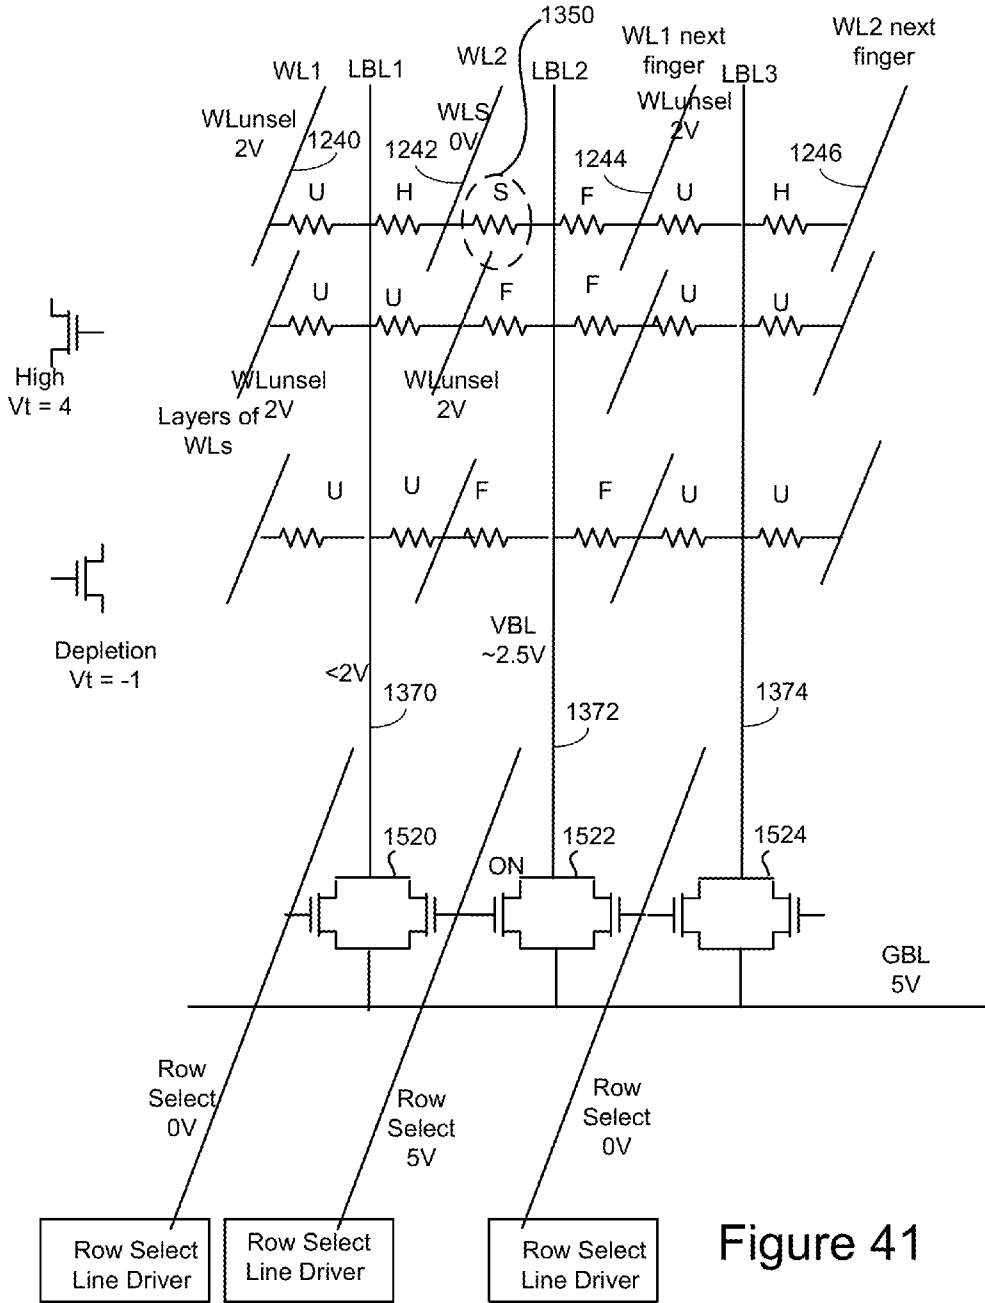 1350
WL1 next
finger
WL2 next
finger
WL1
LBL1
WL2
LBL2
LBL3
WLunsel
2V
1240
1242
WLS
0V
WLunsel
2V
1244
1246
U
H
S
F
U
H
U
U
F
F
U
U
High
Vt = 4
WLunsel
2V
WLunsel
2V
Layers of
WLs
U
U
F
F
U
U
Depletion
Vt = -1
<2V
VBL
~2.5V
1370
1372
1374
1520
ON
1522
1524
GBL
5V
Row
Select
0V
Row
Select
5V
Row
Select
0V
Row Select
Line Driver
Row Select
Line Driver
Row Select
Line Driver
Figure 41